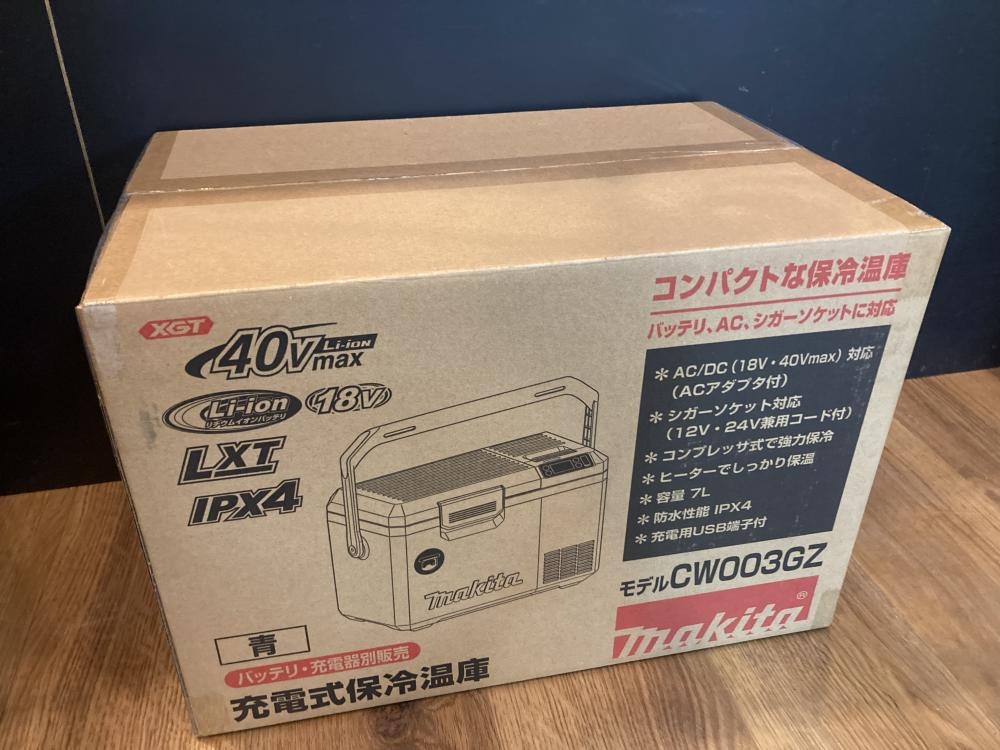 XGT
40Vmax Li-ion
Li-ion 18V
リチウムイオンバッテリ
LXT
IPX4
makita
青
バッテリ・充電器別販売
充電式保冷温庫
コンパクトな保冷温庫
バッテリ、AC、シガーソケットに対応
＊AC/DC（18V・40Vmax）対応
（ACアダプタ付）
＊シガーソケット対応
（12V・24V兼用コード付）
＊コンプレッサ式で強力保冷
＊ヒーターでしっかり保温
＊容量 7L
＊防水性能 IPX4
＊充電用USB端子付
モデルCW003GZ
makita®